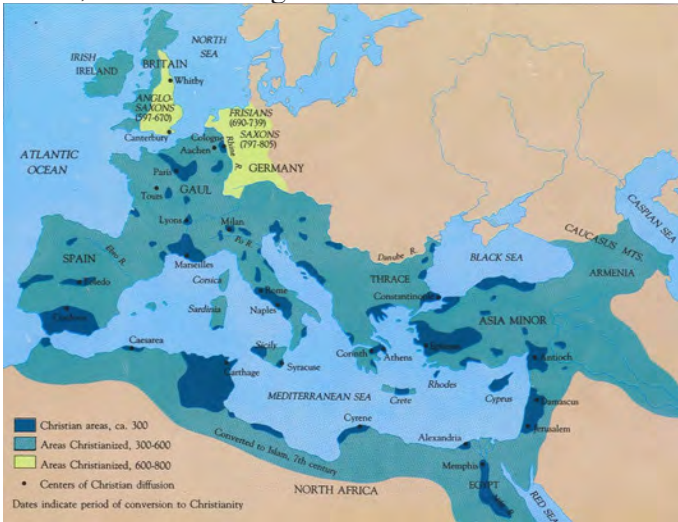 NORTH
SEA
IRISH
IRELAND
BRITAIN
Whitby
ANGLO-
SAXONS
(597-670)
Canterbury
FRISIANS
(690-739)
SAXONS
(797-805)
Cologne
Aachen
Rhine
R.
GERMANY
ATLANTIC
OCEAN
Paris
GAUL
Tours
Lyons
Milan
Po R.
CASPIAN SEA
CAUCASUS MTS.
BLACK SEA
ARMENIA
Danube R.
THRACE
Constantinople
SPAIN
Ebro R.
Toledo
Marseilles
Corsica
Rome
Naples
Sardinia
ASIA MINOR
Caesarea
Sicily
Syracuse
Carthage
Corinth
Athens
Antioch
Rhodes
Crete
Cyprus
Damascus
Jerusalem
MEDITERRANEAN SEA
Cyrene
Alexandria
Memphis
EGYPT
RED SEA
Converted to Islam, 7th century
NORTH AFRICA
Christian areas, ca. 300
Areas Christianized, 300-600
Areas Christianized, 600-800
Centers of Christian diffusion
Dates indicate period of conversion to Christianity